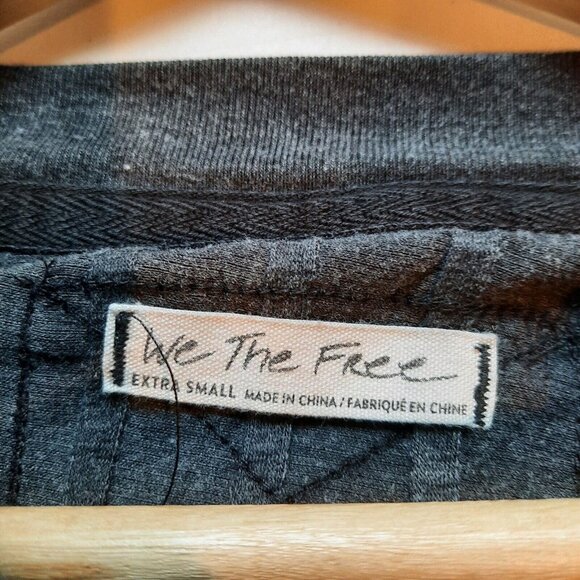 We The Free
EXTRA SMALL MADE IN CHINA / FABRIQUÉ EN CHINE